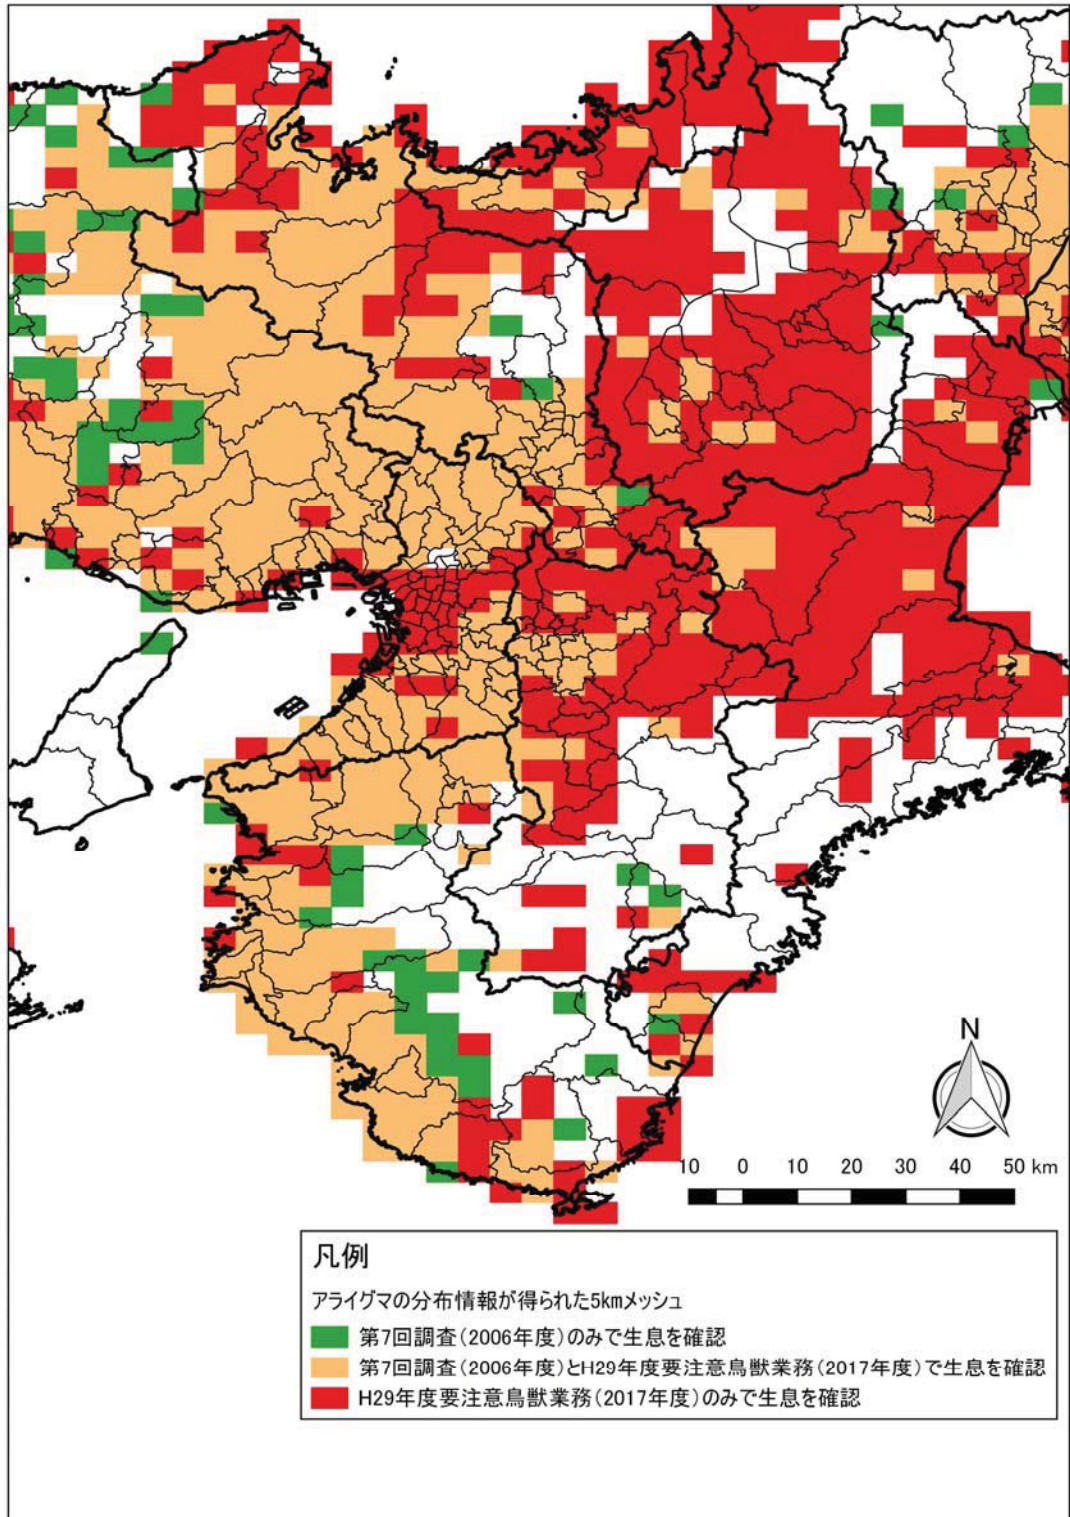 N
10 0 10 20 30 40 50 km
凡例
アライグマの分布情報が得られた5kmメッシュ
第7回調査(2006年度)のみで生息を確認
第7回調査(2006年度)とH29年度要注意鳥獣業務(2017年度)で生息を確認
H29年度要注意鳥獣業務(2017年度)のみで生息を確認